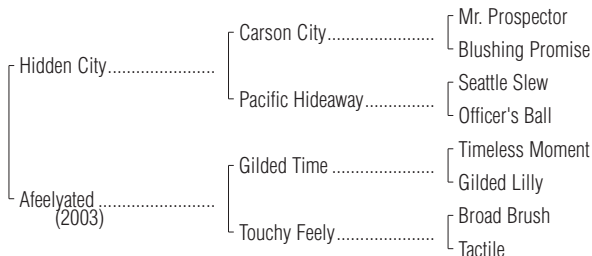 Mr. Prospector
Carson City
Blushing Promise
Hidden City
Seattle Slew
Pacific Hideaway
Officer's Ball
Timeless Moment
Gilded Time
Gilded Lilly
Afeelyated
(2003)
Broad Brush
Touchy Feely
Tactile